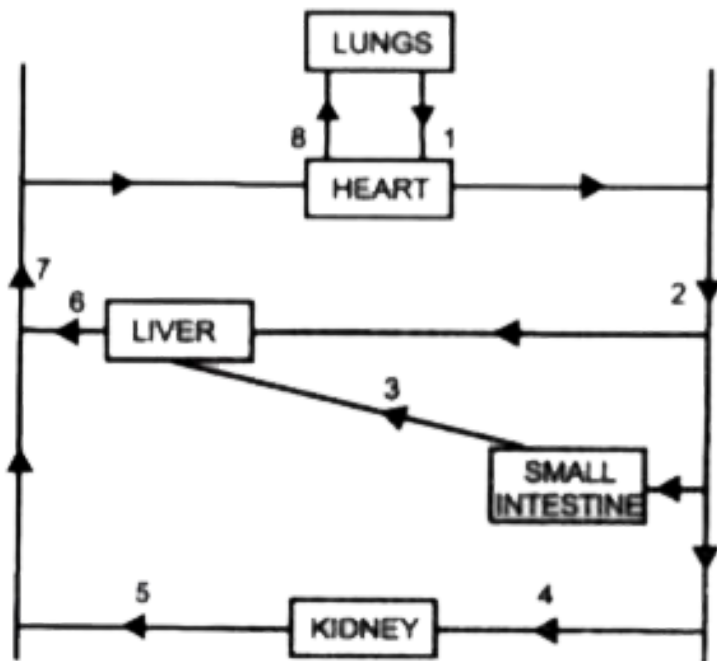 LUNGS
8 1
HEART
7
2
6
LIVER
3
SMALL
INTESTINE
5
4
KIDNEY